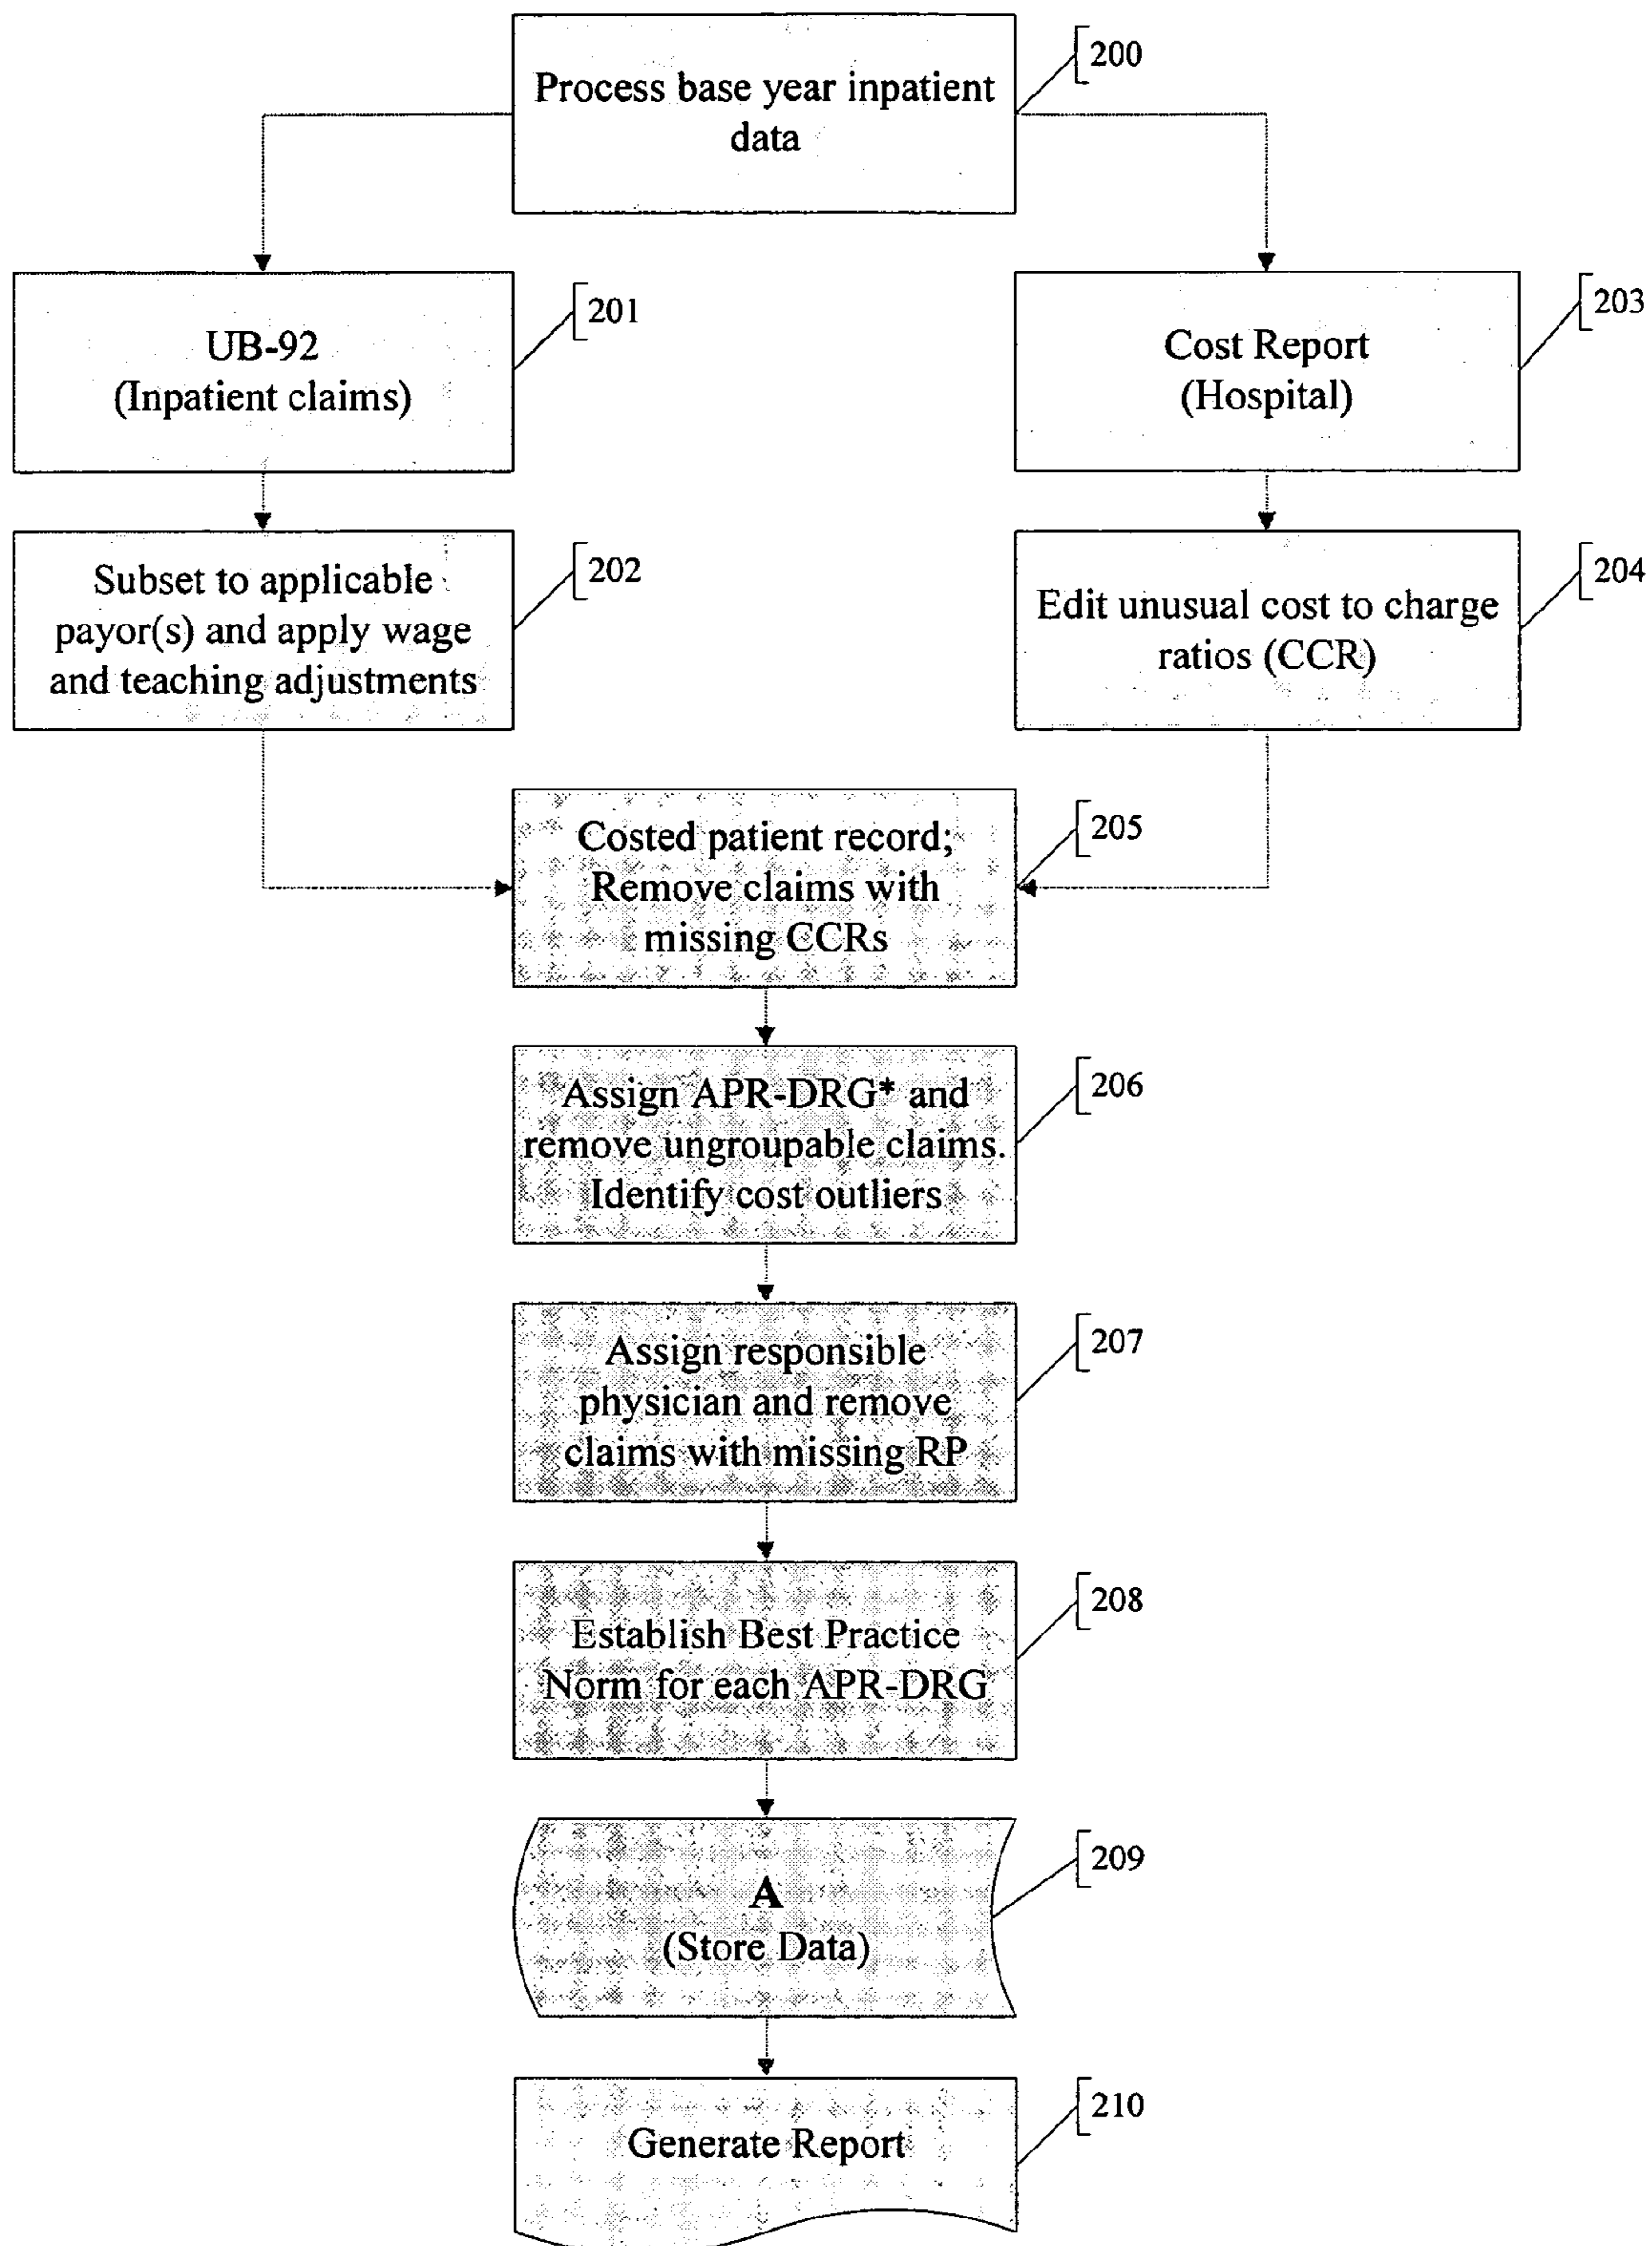 Process base year inpatient
data
200
UB-92
(Inpatient claims)
201
Cost Report
(Hospital)
203
Subset to applicable
payor(s) and apply wage
and teaching adjustments
202
Edit unusual cost to charge
ratios (CCR)
204
Costed patient record;
Remove claims with
missing CCRs
205
Assign APR-DRG* and
remove ungroupable claims.
Identify cost outliers
206
Assign responsible
physician and remove
claims with missing RP
207
Establish Best Practice
Norm for each APR-DRG
208
A
(Store Data)
209
Generate Report
210